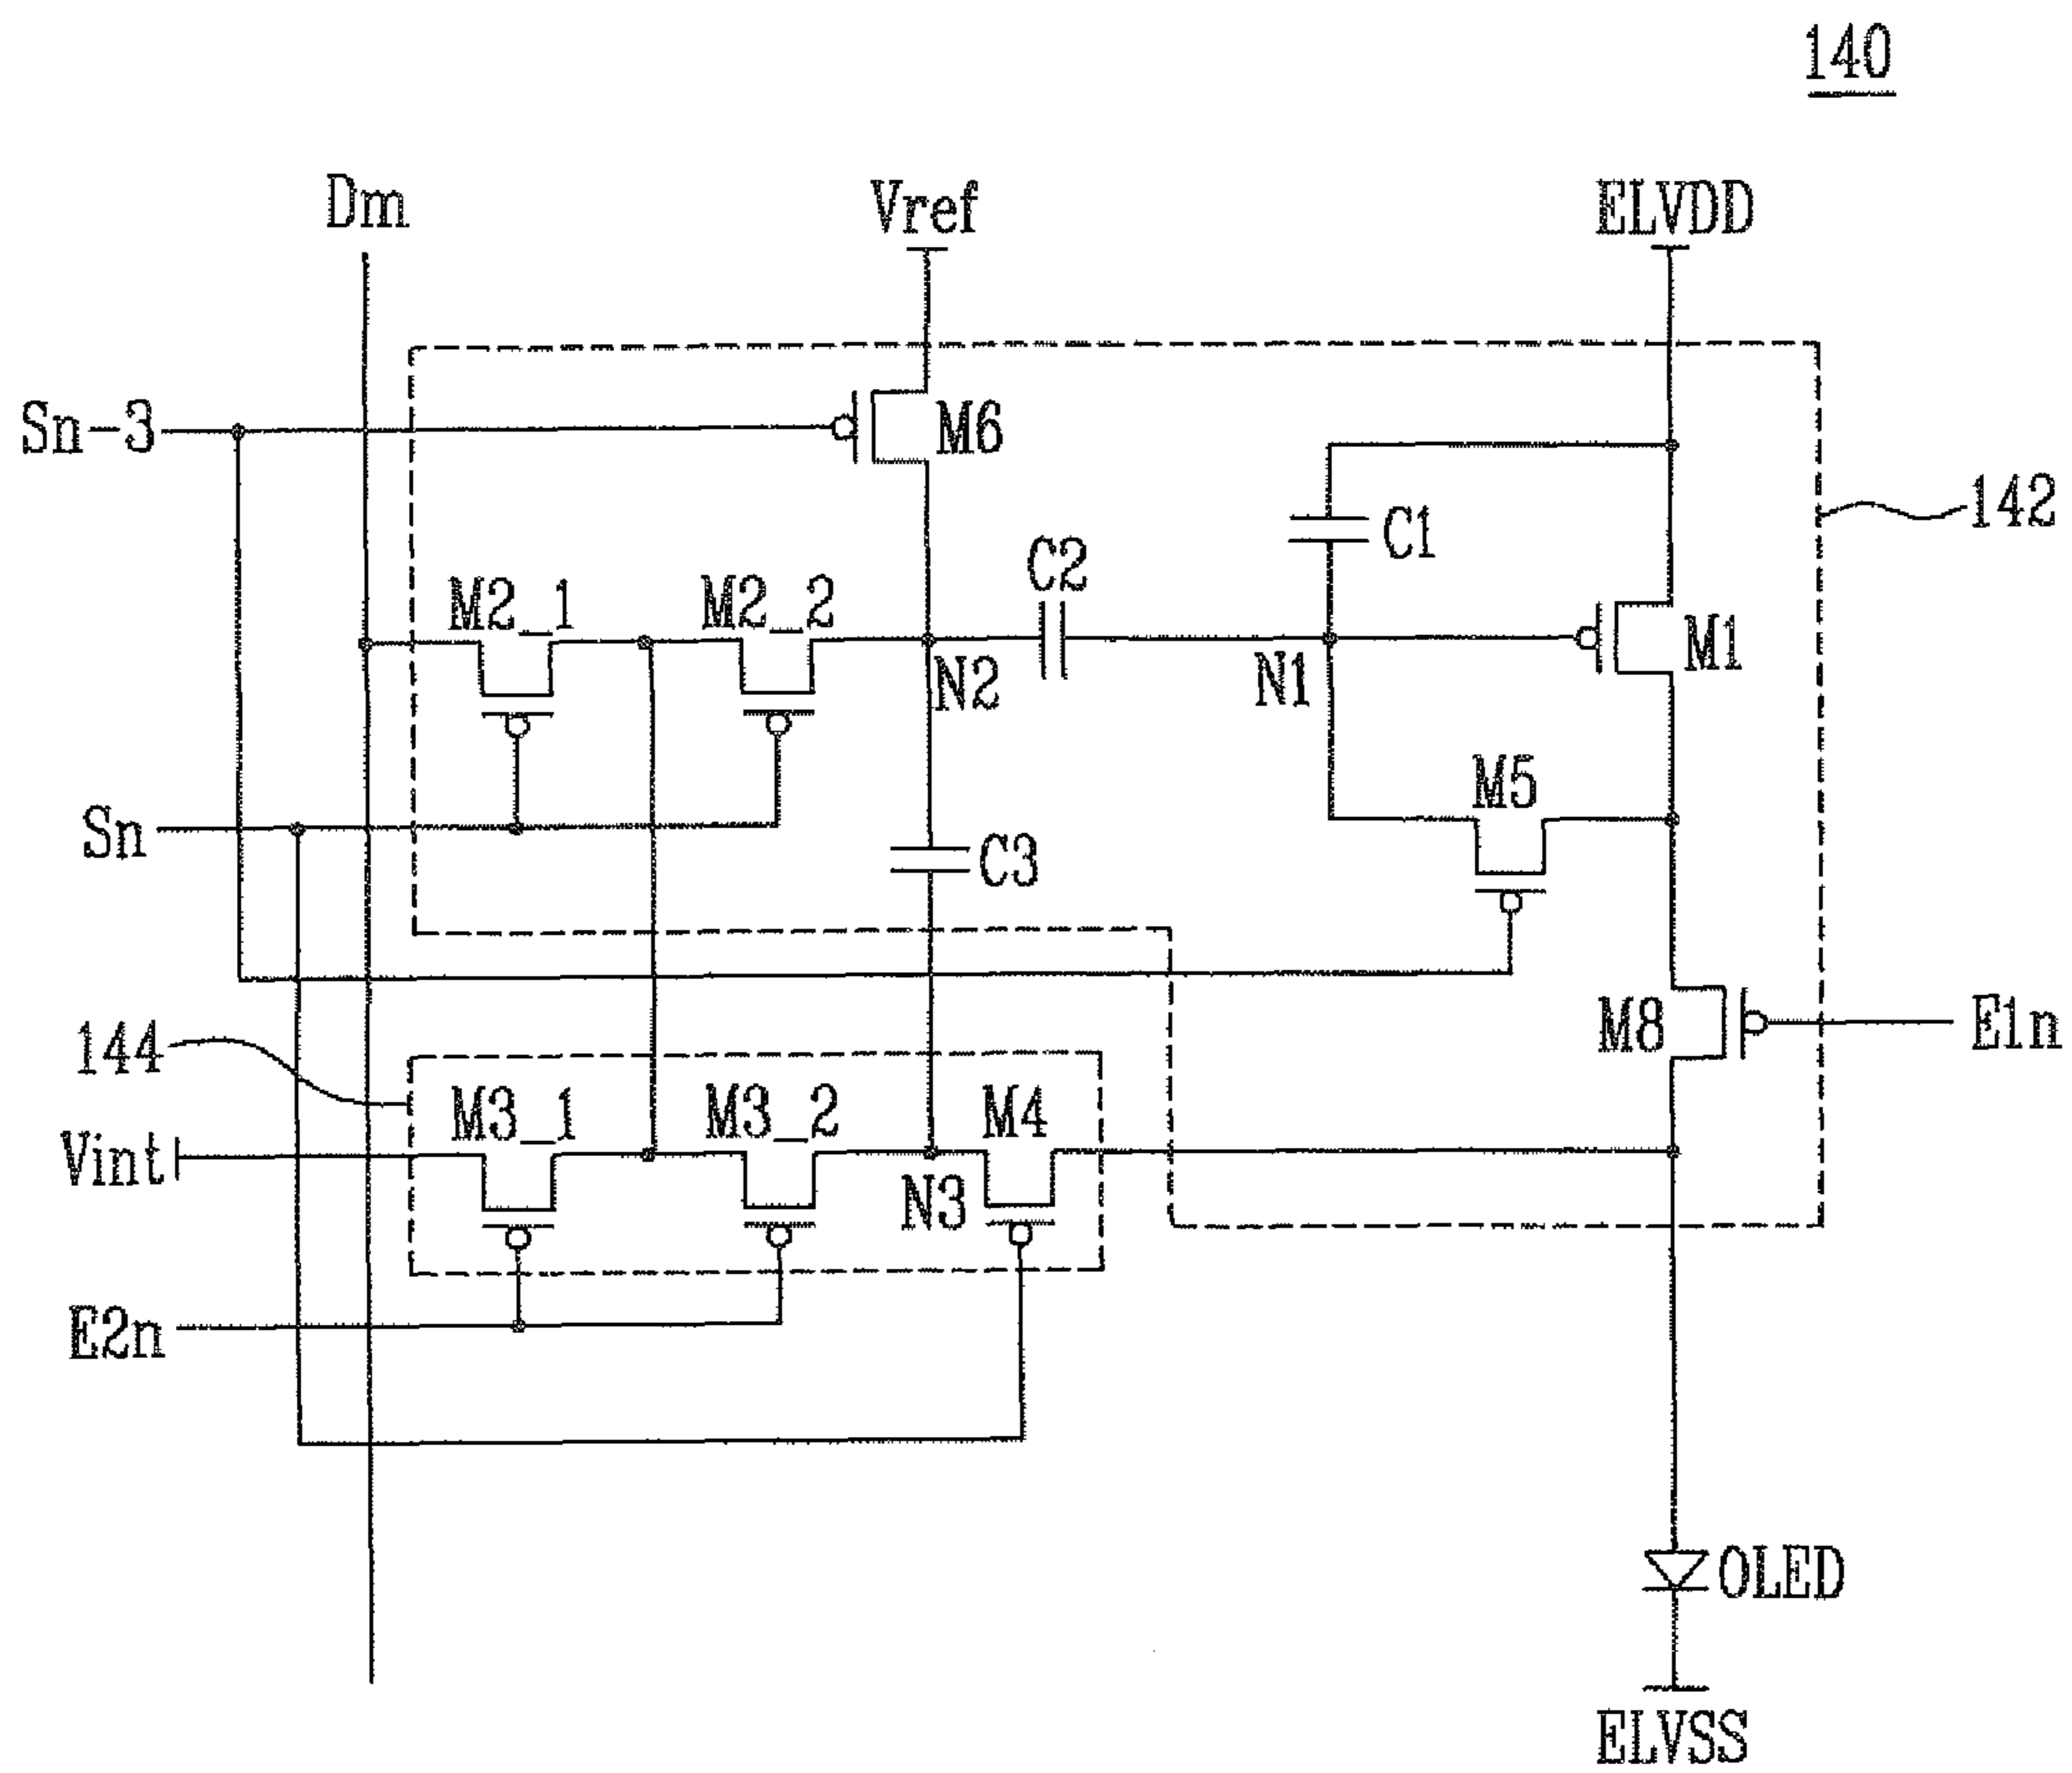 140
Dm
Vref
ELVDD
Sn-3
M6
142
C1
C2
M2_1
M2_2
M1
N2
N1
M5
Sn
C3
M8
E1n
144
M3_1
M3_2
M4
Vint
N3
E2n
OLED
ELVSS